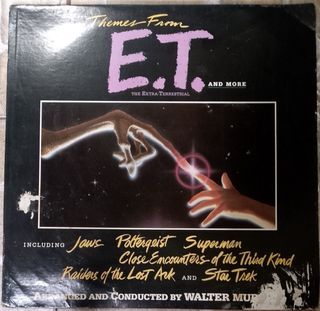 Themes From
E.T. AND MORE
THE EXTRA-TERRESTRIAL
INCLUDING Jaws Poltergeist Superman
Close Encounters of the Third Kind
Raiders of the Lost Ark AND Star Trek
ARRANGED AND CONDUCTED BY WALTER